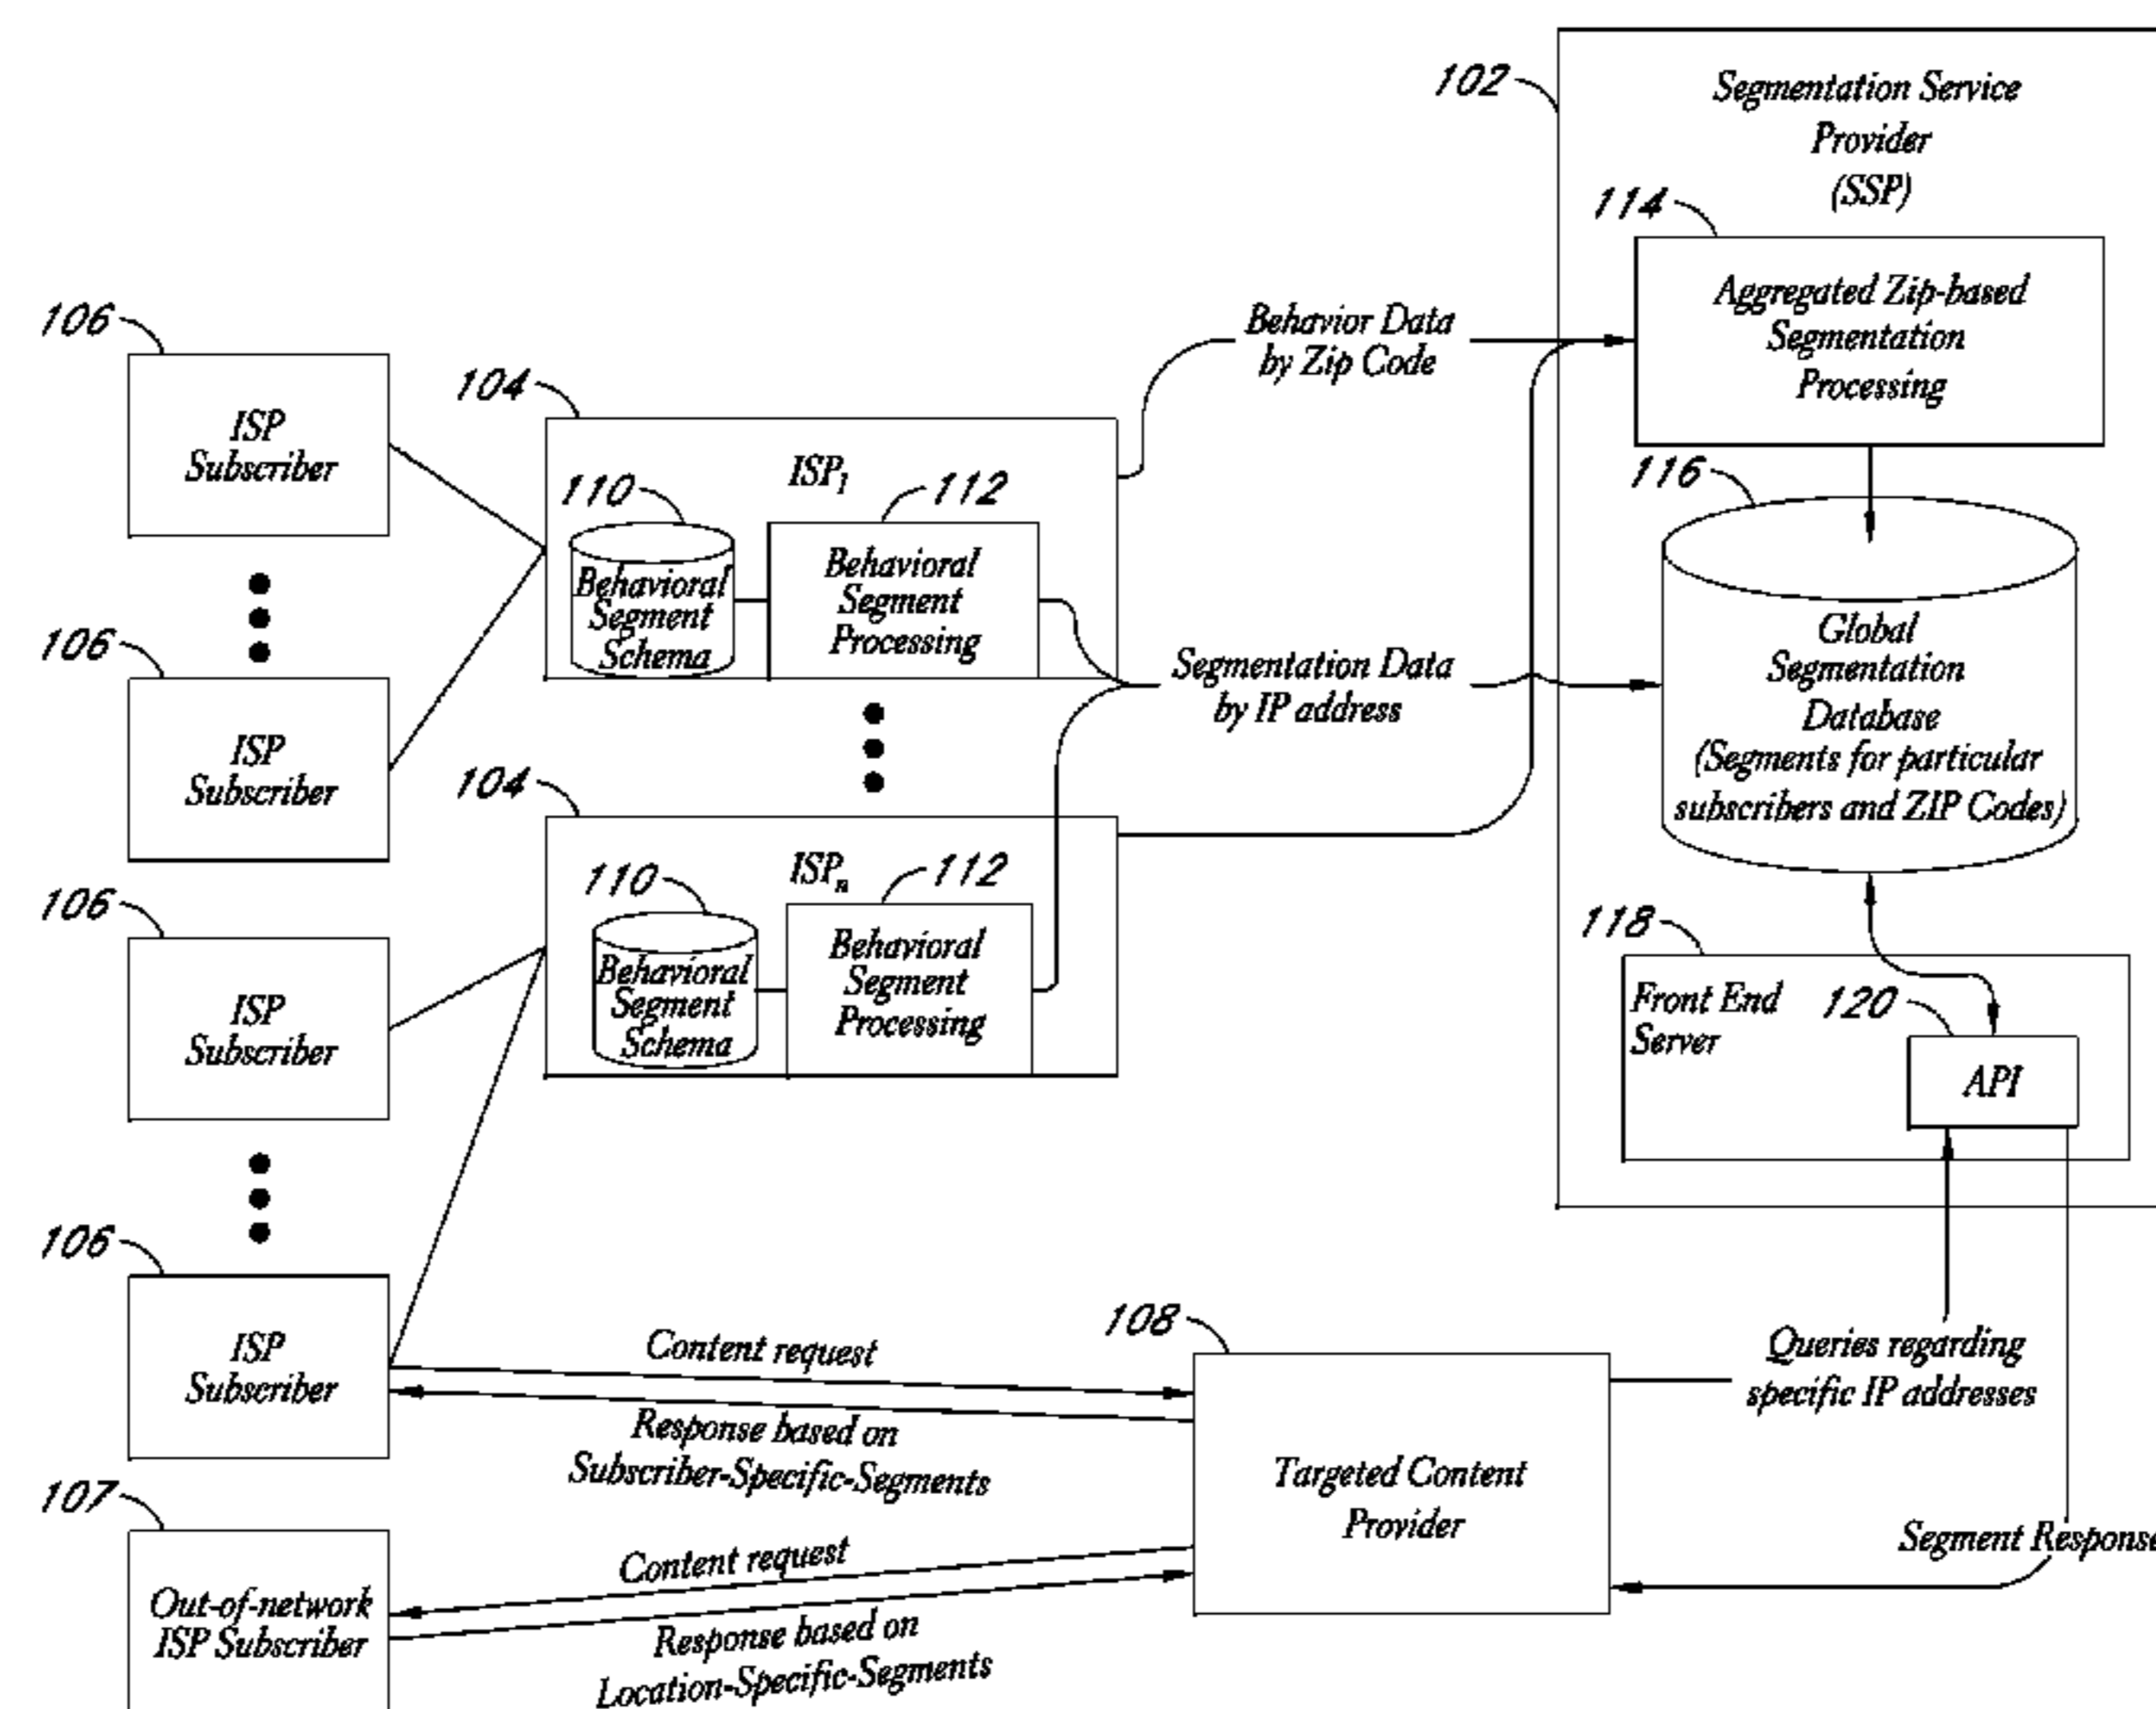 102
Segmentation Service
Provider
(SSP)
114
Aggregated Zip-based
Segmentation
Processing
Behavior Data
by Zip Code
106
ISP
Subscriber
104
ISP1
110
112
Behavioral
Segment
Schema
Behavioral
Segment
Processing
116
Global
Segmentation
Database
(Segments for particular
subscribers and ZIP Codes)
Segmentation Data
by IP address
106
ISP
Subscriber
104
ISPn
110
112
Behavioral
Segment
Schema
Behavioral
Segment
Processing
106
ISP
Subscriber
118
Front End
Server
120
API
106
ISP
Subscriber
Content request
Response based on
Subscriber-Specific-Segments
108
Targeted Content
Provider
Queries regarding
specific IP addresses
Segment Response
107
Out-of-network
ISP Subscriber
Content request
Response based on
Location-Specific-Segments